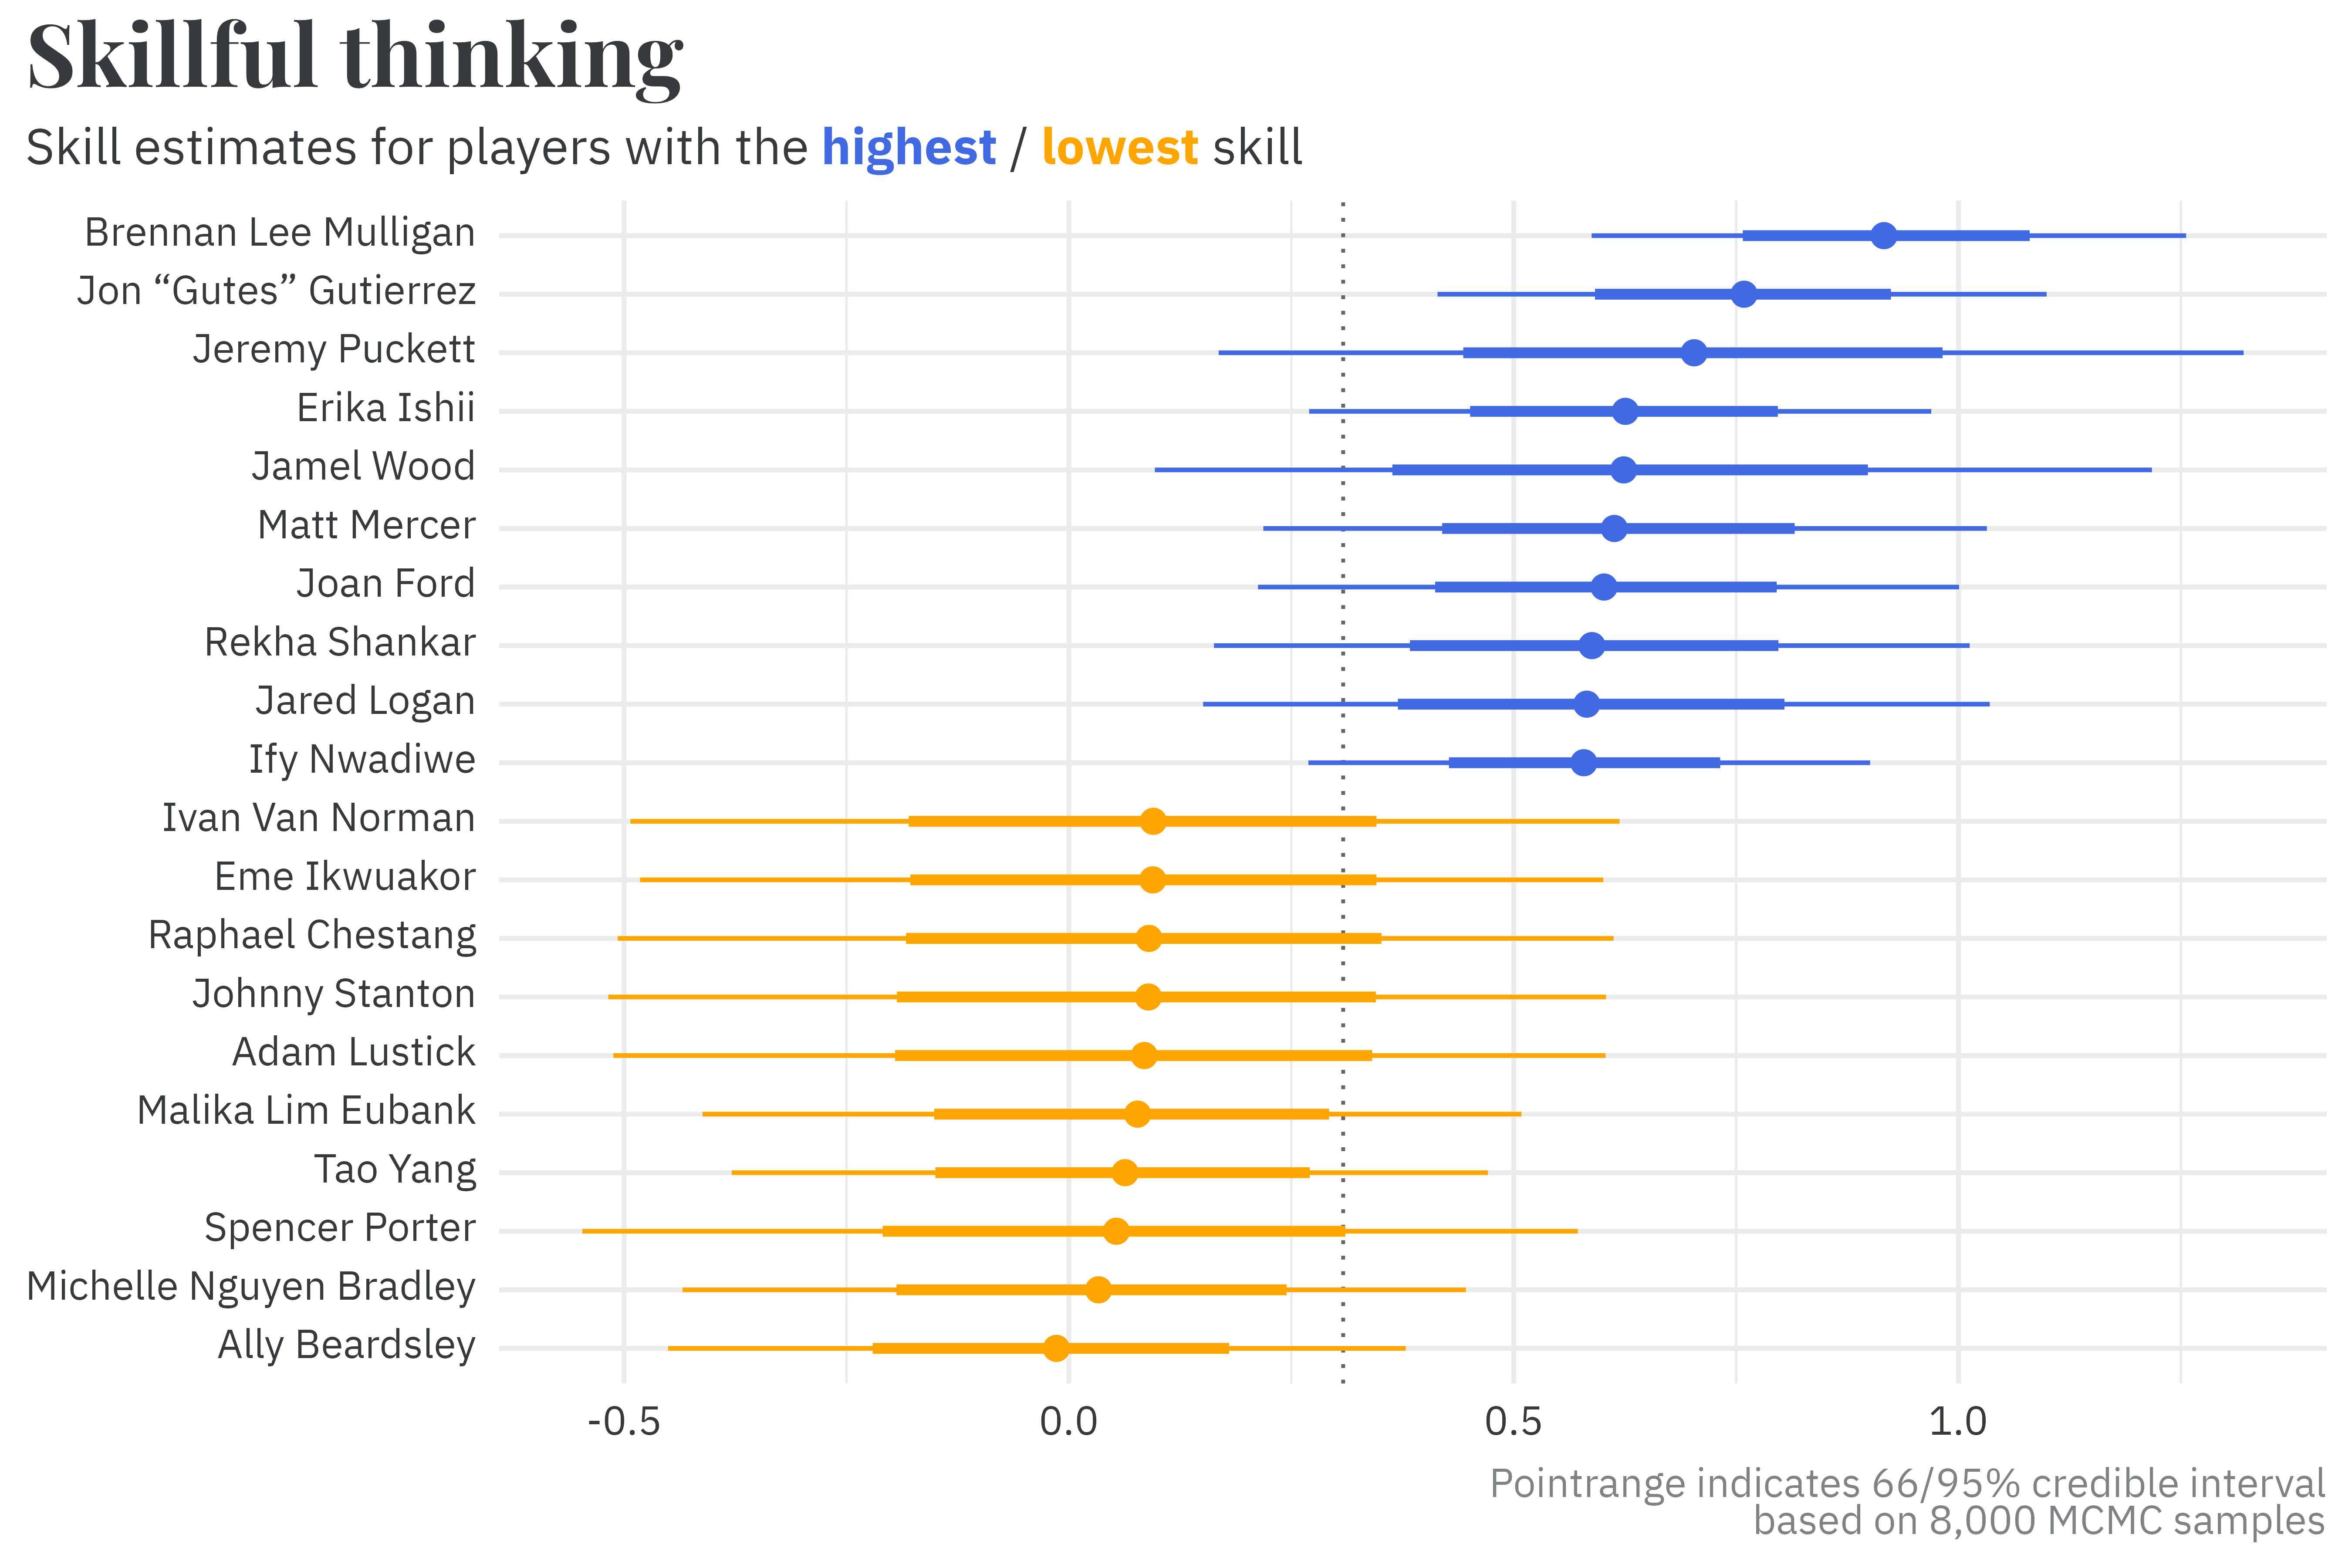 Skillful thinking
Skill estimates for players with the highest / lowest skill
Brennan Lee Mulligan
Jon “Gutes” Gutierrez
Jeremy Puckett
Erika Ishii
Jamel Wood
Matt Mercer
Joan Ford
Rekha Shankar
Jared Logan
Ify Nwadiwe
Ivan Van Norman
Eme Ikwuakor
Raphael Chestang
Johnny Stanton
Adam Lustick
Malika Lim Eubank
Tao Yang
Spencer Porter
Michelle Nguyen Bradley
Ally Beardsley
-0.5 0.0 0.5 1.0
Pointrange indicates 66/95% credible interval
based on 8,000 MCMC samples